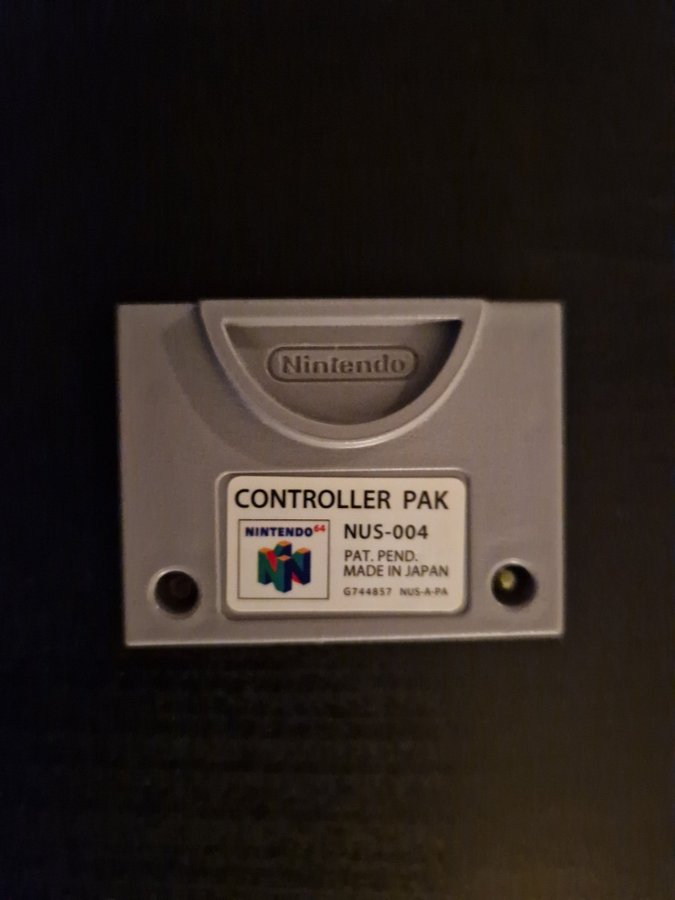 Nintendo
CONTROLLER PAK
NINTENDO64
NUS-004
PAT. PEND.
MADE IN JAPAN
G744857 NUS-A-PA